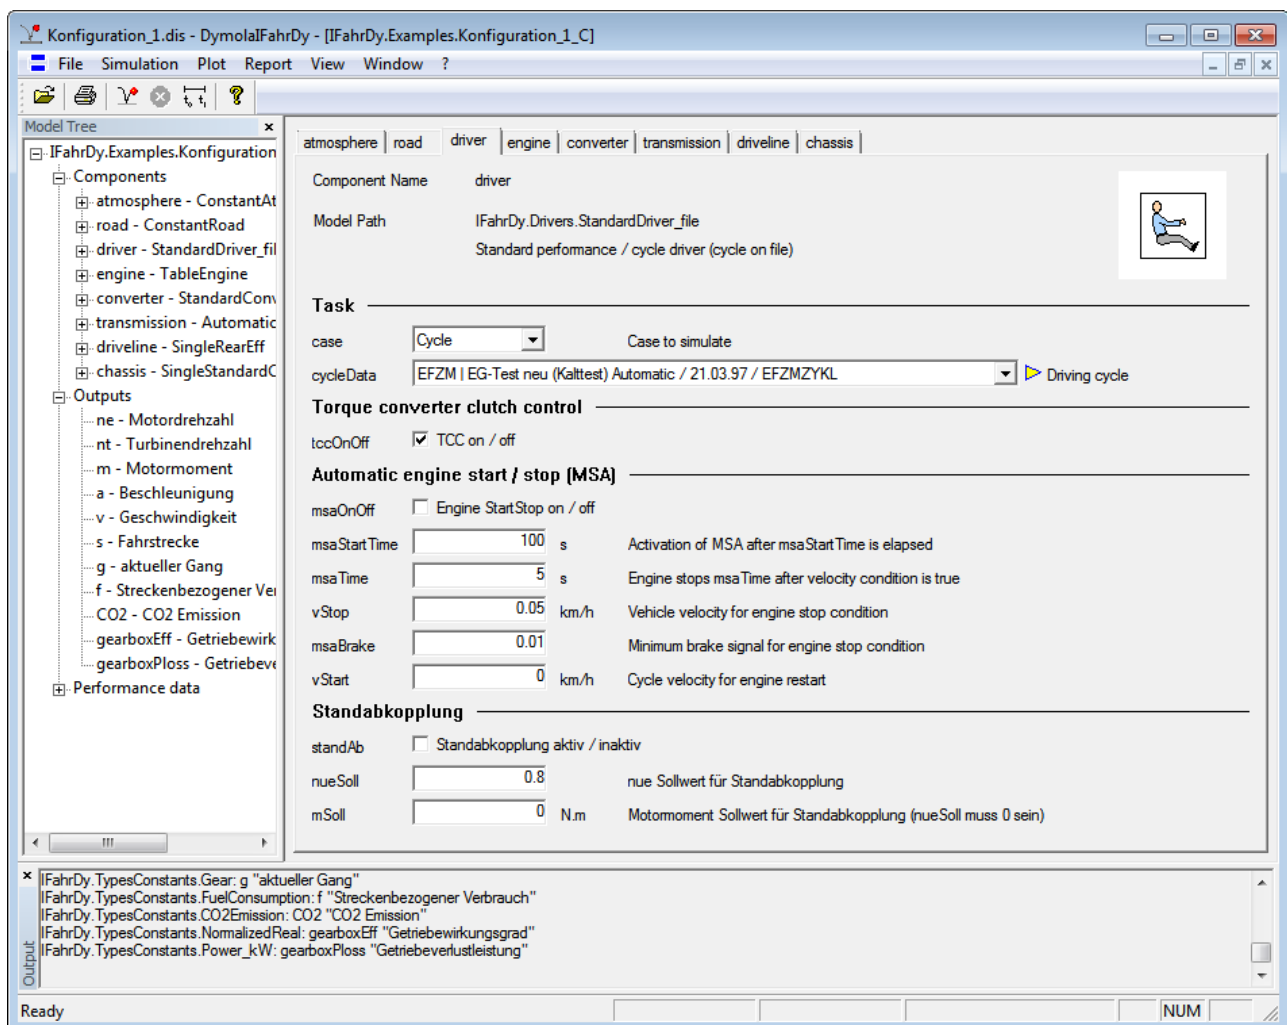 Konfiguration_1.dis - DymolaIFahrDy - [IFahrDy.Examples.Konfiguration_1_C]
File Simulation Plot Report View Window ?
Model Tree
IFahrDy.Examples.Konfiguration
Components
atmosphere - ConstantAt
road - ConstantRoad
driver - StandardDriver_fil
engine - TableEngine
converter - StandardConv
transmission - Automatic
driveline - SingleRearEff
chassis - SingleStandardC
Outputs
ne - Motordrehzahl
nt - Turbinendrehzahl
m - Motormoment
a - Beschleunigung
v - Geschwindigkeit
s - Fahrstrecke
g - aktueller Gang
f - Streckenbezogener Ver
CO2 - CO2 Emission
gearboxEff - Getriebewirk
gearboxPloss - Getriebeve
Performance data
atmosphere road driver engine converter transmission driveline chassis
Component Name driver
Model Path IFahrDy.Drivers.StandardDriver_file
Standard performance / cycle driver (cycle on file)
Task
case Cycle Case to simulate
cycleData EFZM | EG-Test neu (Kalttest) Automatic / 21.03.97 / EFZMZYKL Driving cycle
Torque converter clutch control
tccOnOff TCC on / off
Automatic engine start / stop (MSA)
msaOnOff Engine StartStop on / off
msaStartTime 100 s Activation of MSA after msaStartTime is elapsed
msaTime 5 s Engine stops msaTime after velocity condition is true
vStop 0.05 km/h Vehicle velocity for engine stop condition
msaBrake 0.01 Minimum brake signal for engine stop condition
vStart 0 km/h Cycle velocity for engine restart
Standabkopplung
standAb Standabkopplung aktiv / inaktiv
nueSoll 0.8 nue Sollwert für Standabkopplung
mSoll 0 N.m Motormoment Sollwert für Standabkopplung (nueSoll muss 0 sein)
Output
IFahrDy.TypesConstants.Gear: g "aktueller Gang"
IFahrDy.TypesConstants.FuelConsumption: f "Streckenbezogener Verbrauch"
IFahrDy.TypesConstants.CO2Emission: CO2 "CO2 Emission"
IFahrDy.TypesConstants.NormalizedReal: gearboxEff "Getriebewirkungsgrad"
IFahrDy.TypesConstants.Power_kW: gearboxPloss "Getriebeverlustleistung"
Ready NUM